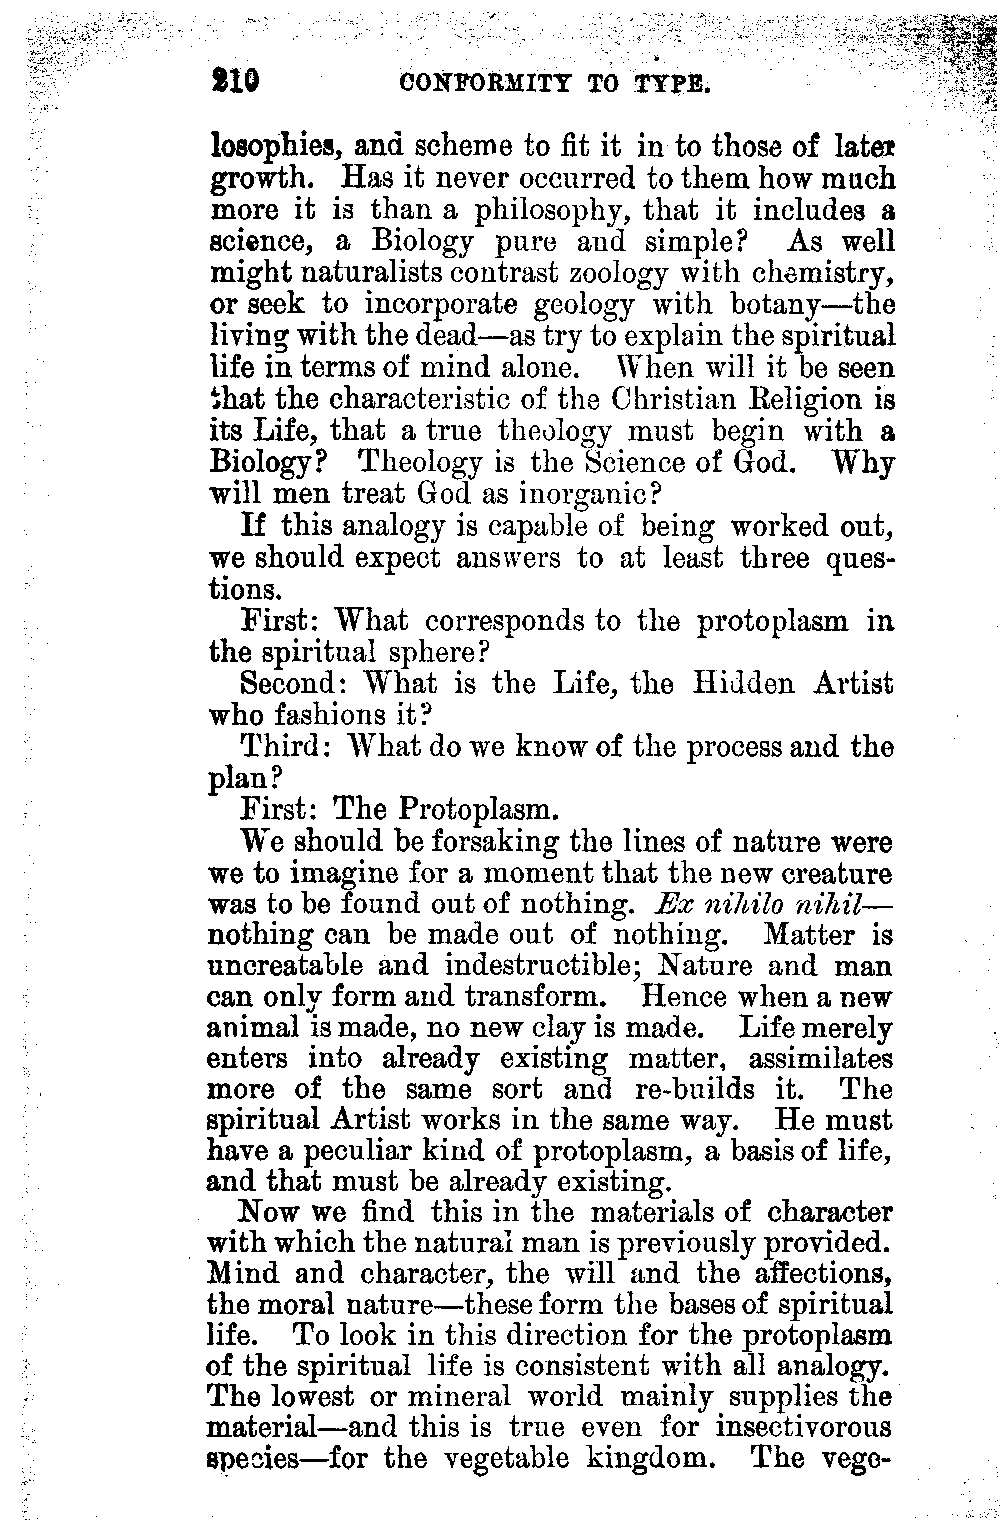 210 CONFORMITY TO TYPE.
losophies, and scheme to fit it in to those of later
growth. Has it never occurred to them how much
more it is than a philosophy, that it includes a
science, a Biology pure and simple? As well
might naturalists contrast zoology with chemistry,
or seek to incorporate geology with botany—the
living with the dead—as try to explain the spiritual
life in terms of mind alone. When will it be seen
that the characteristic of the Christian Religion is
its Life, that a true theology must begin with a
Biology? Theology is the Science of God. Why
will men treat God as inorganic?
If this analogy is capable of being worked out,
we should expect answers to at least three ques-
tions.
First: What corresponds to the protoplasm in
the spiritual sphere?
Second: What is the Life, the Hidden Artist
who fashions it?
Third: What do we know of the process and the
plan?
First: The Protoplasm.
We should be forsaking the lines of nature were
we to imagine for a moment that the new creature
was to be found out of nothing. Ex nihilo nihil—
nothing can be made out of nothing. Matter is
uncreatable and indestructible; Nature and man
can only form and transform. Hence when a new
animal is made, no new clay is made. Life merely
enters into already existing matter, assimilates
more of the same sort and re-builds it. The
spiritual Artist works in the same way. He must
have a peculiar kind of protoplasm, a basis of life,
and that must be already existing.
Now we find this in the materials of character
with which the natural man is previously provided.
Mind and character, the will and the affections,
the moral nature—these form the bases of spiritual
life. To look in this direction for the protoplasm
of the spiritual life is consistent with all analogy.
The lowest or mineral world mainly supplies the
material—and this is true even for insectivorous
species—for the vegetable kingdom. The vege-